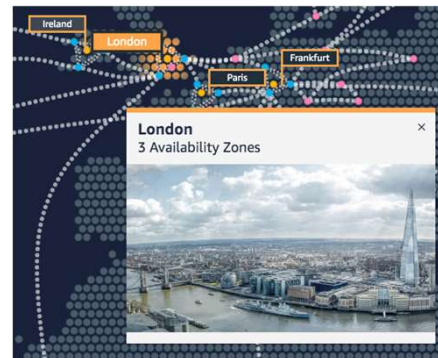 Ireland
London
Paris
Frankfurt
London
×
3 Availability Zones